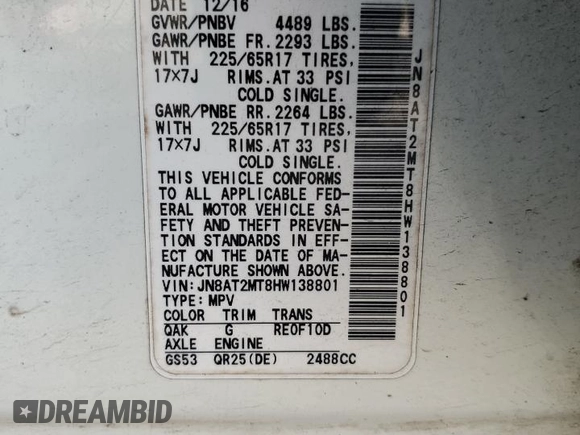 DATE 12/16
GVWR/PNBV 4489 LBS.
GAWR/PNBE FR. 2293 LBS.
WITH 225/65R17 TIRES,
17×7J RIMS. AT 33 PSI
COLD SINGLE.
GAWR/PNBE RR. 2264 LBS.
WITH 225/65R17 TIRES,
17×7J RIMS. AT 33 PSI
COLD SINGLE.
THIS VEHICLE CONFORMS
TO ALL APPLICABLE FED-
ERAL MOTOR VEHICLE SA-
FETY AND THEFT PREVEN-
TION STANDARDS IN EFF-
ECT ON THE DATE OF MA-
NUFACTURE SHOWN ABOVE.
VIN: JN8AT2MT8HW138801
TYPE: MPV
COLOR TRIM TRANS
QAK G RE0F10D
AXLE ENGINE
GS53 QR25(DE) 2488CC
JN8AT2MT8HW138801
DREAMBID